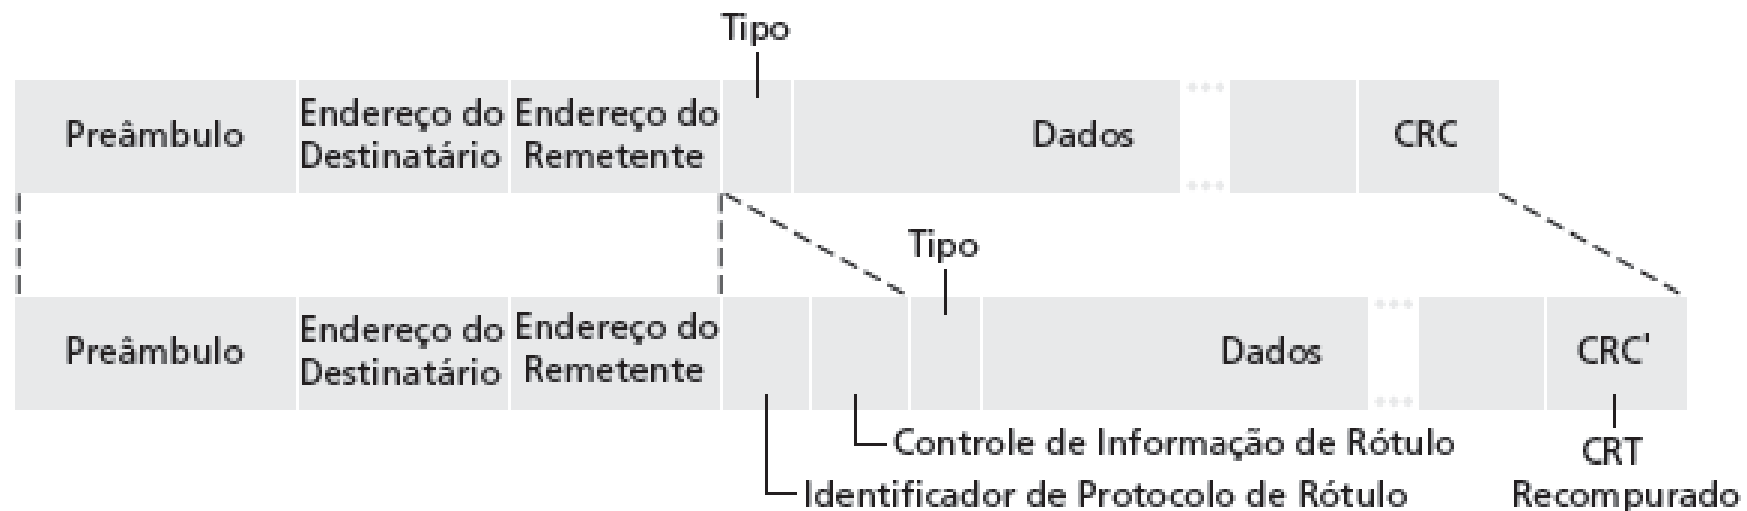 Tipo
Preâmbulo
Endereço do
Destinatário
Endereço do
Remetente
Dados
CRC
Tipo
Preâmbulo
Endereço do
Destinatário
Endereço do
Remetente
Dados
CRC'
Controle de Informação de Rótulo
Identificador de Protocolo de Rótulo
CRT
Recompurado